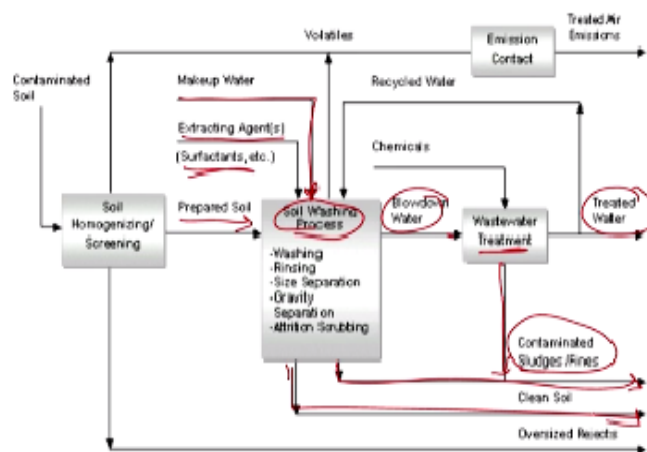 Treated Air
Emissions
Volatiles
Emission
Contact
Contaminated
Soil
Makeup Water
Recycled Water
Extracting Agent(s)
(Surfactants, etc.)
Chemicals
Soil
Homogenizing/
Screening
Prepared Soil
Soil Washing
Process
-Washing
-Rinsing
-Size Separation
-Gravity
Separation
-Attrition Scrubbing
Blowdown
Water
Wastewater
Treatment
Treated
Water
Contaminated
Sludges/Fines
Clean Soil
Oversized Rejects